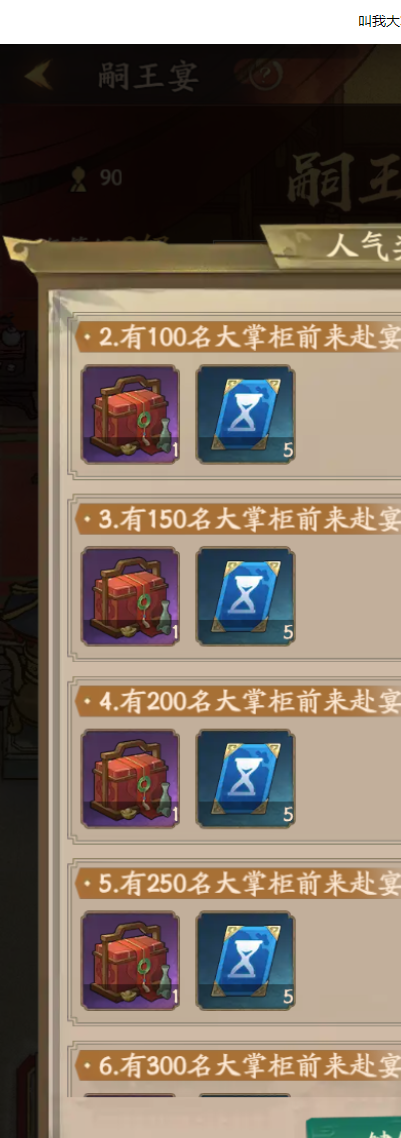 叫我大
嗣王宴
90
嗣王
人气
· 2.有100名大掌柜前来赴宴
1
5
· 3.有150名大掌柜前来赴宴
1
5
· 4.有200名大掌柜前来赴宴
1
5
· 5.有250名大掌柜前来赴宴
1
5
· 6.有300名大掌柜前来赴宴